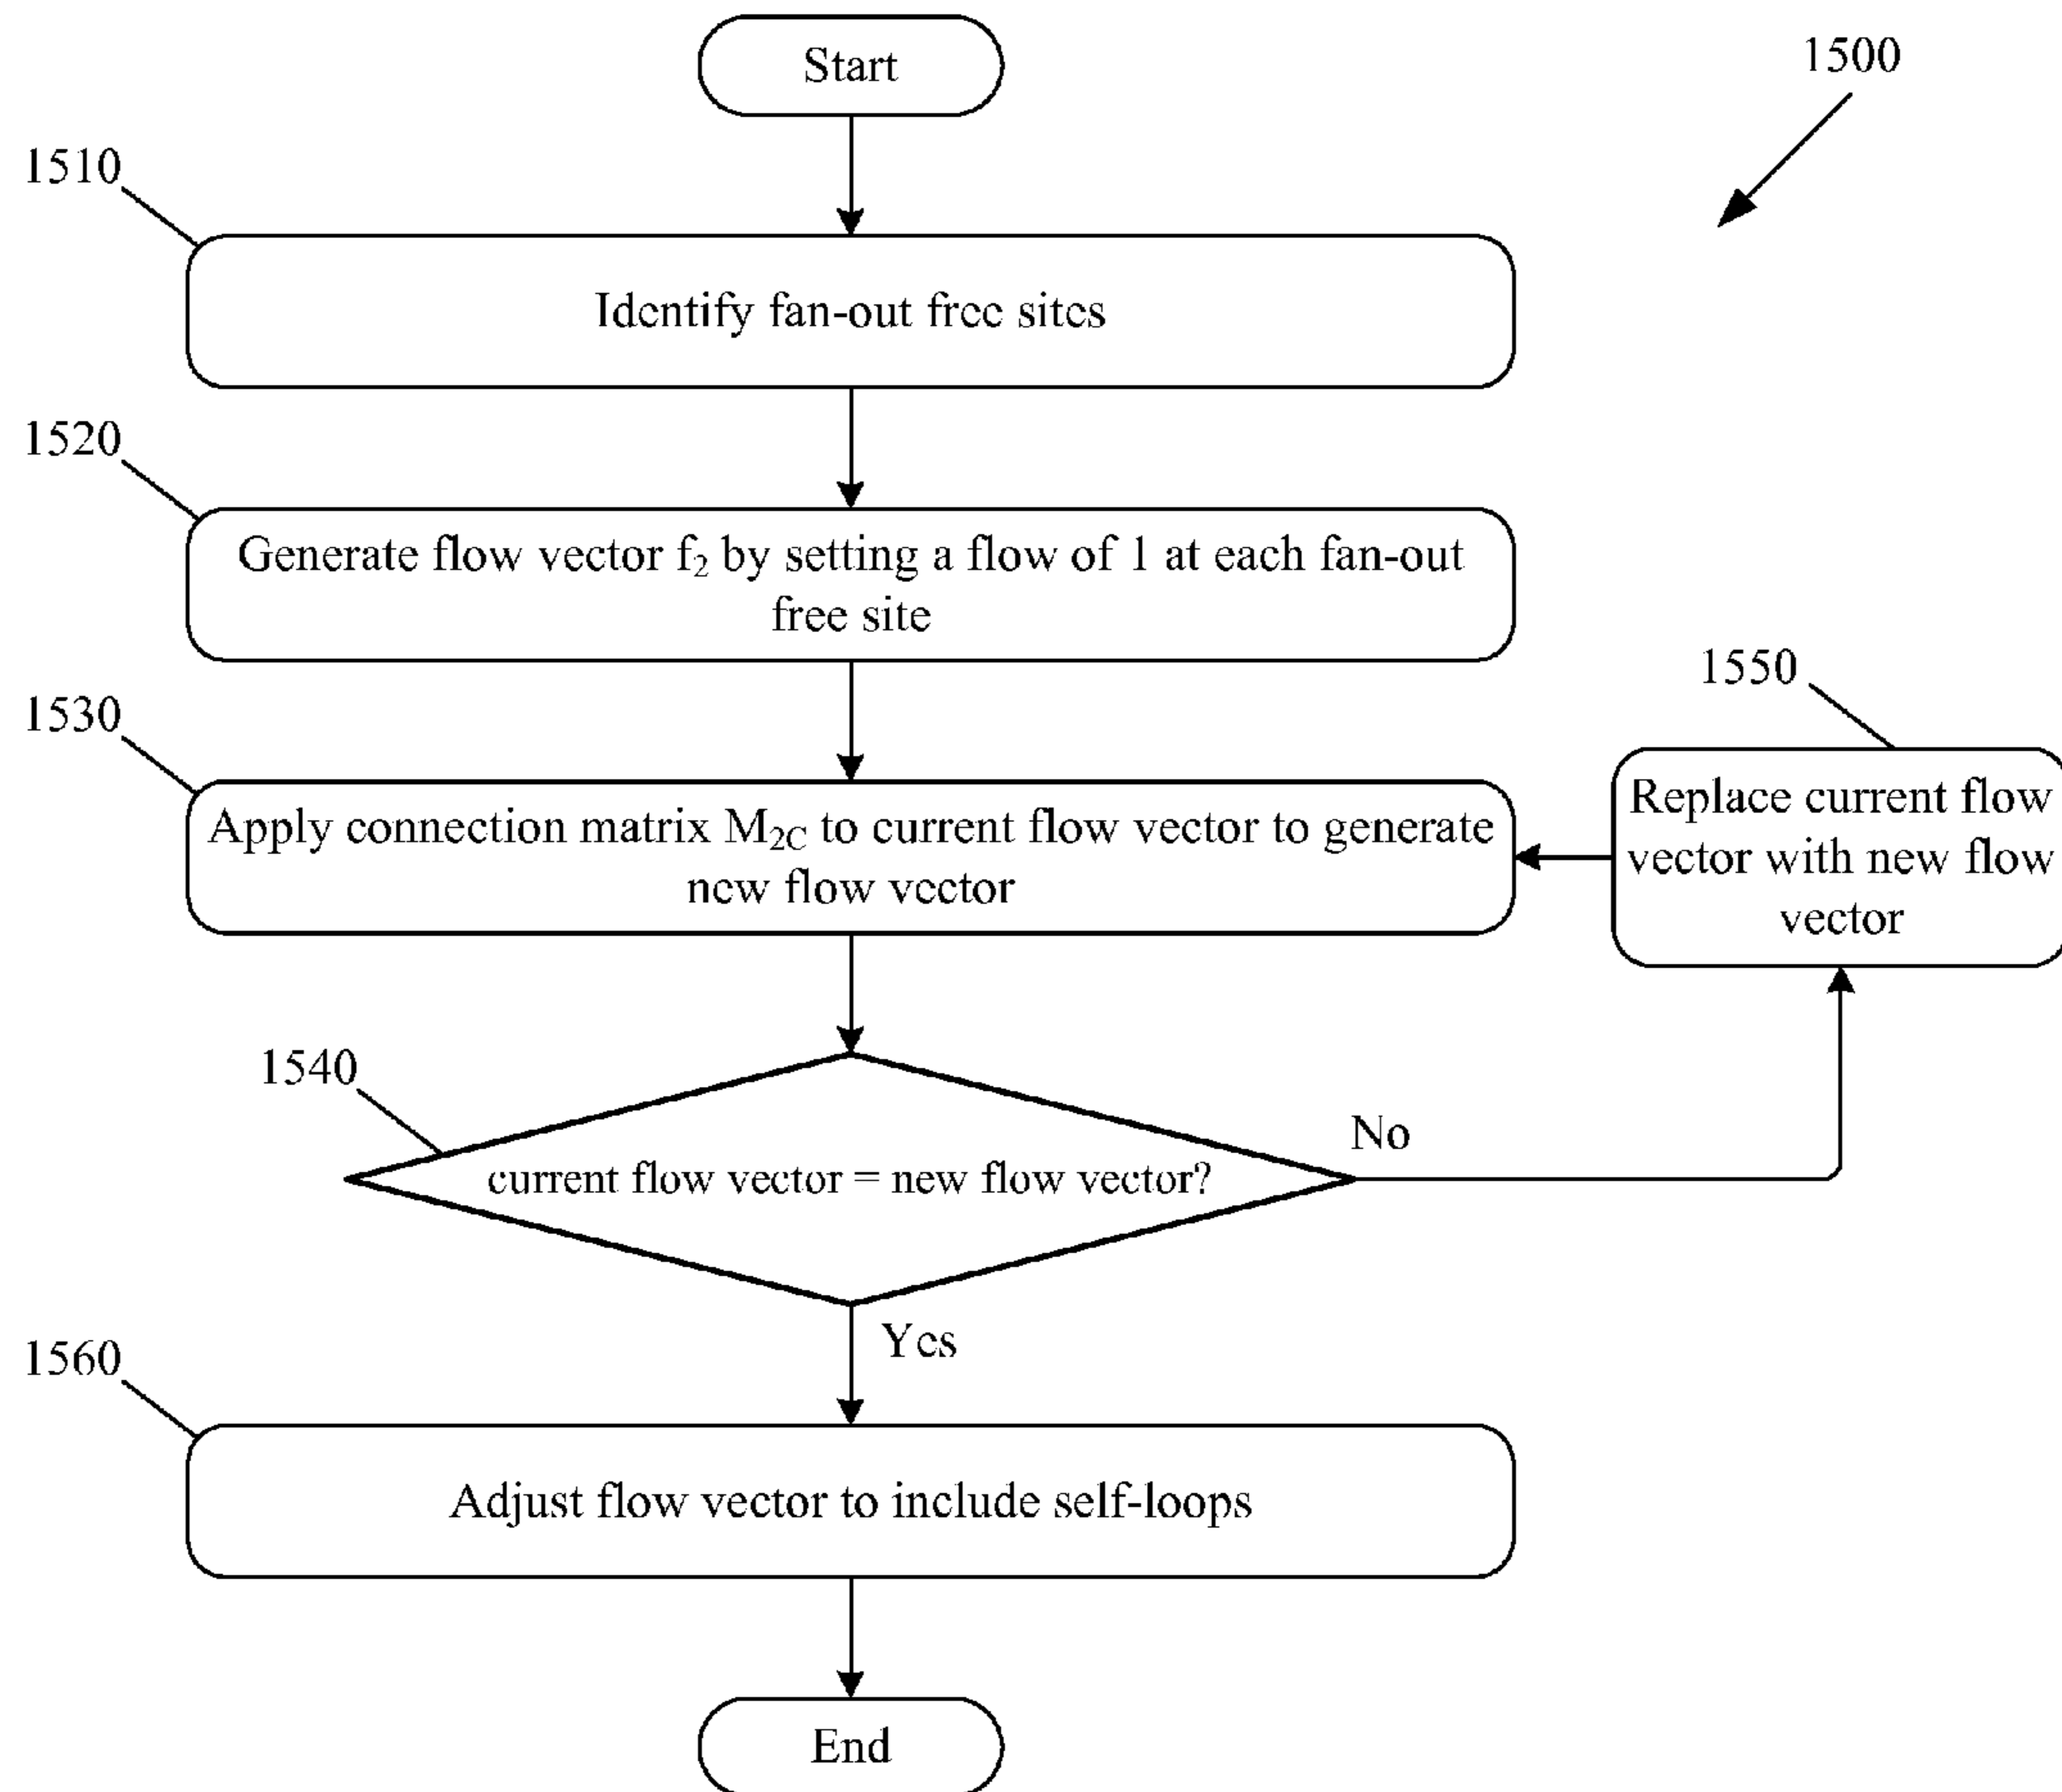 Start
1500
1510
Identify fan-out free sites
1520
Generate flow vector f₂ by setting a flow of 1 at each fan-out
free site
1530
Apply connection matrix M₂C to current flow vector to generate
new flow vector
1550
Replace current flow
vector with new flow
vector
1540
current flow vector = new flow vector?
No
Yes
1560
Adjust flow vector to include self-loops
End